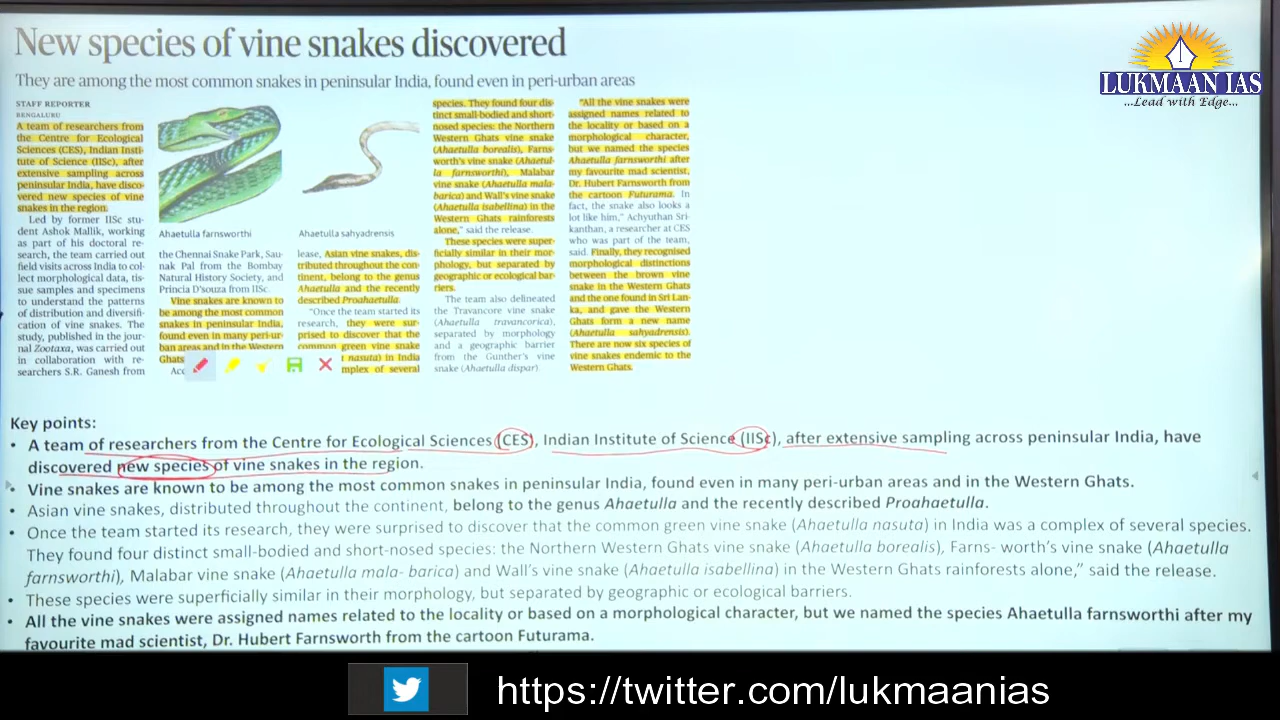 New species of vine snakes discovered
They are among the most common snakes in peninsular India, found even in peri-urban areas
LUKMAAN IAS
...Lead with Edge...
STAFF REPORTER
BENGALURU
A team of researchers from
the Centre for Ecological
Sciences (CES), Indian Insti-
tute of Science (IISc), after
extensive sampling across
peninsular India, have disco-
vered new species of vine
snakes in the region.
Led by former IISc stu-
dent Ashok Mallik, working
as part of his doctoral re-
search, the team carried out
field visits across India to col-
lect morphological data, tis-
sue samples and specimens
to understand the patterns
of distribution and diversifi-
cation of vine snakes. The
study, published in the jour-
nal Zootaxa, was carried out
in collaboration with re-
searchers S.R. Ganesh from
Ahaetulla farnsworthi
the Chennai Snake Park, Sau-
nak Pal from the Bombay
Natural History Society, and
Princia D'souza from IISc.
Vine snakes are known to
be among the most common
snakes in peninsular India,
found even in many peri-ur-
ban areas and in the Western
Ghats
Acc
Ahaetulla sahyadrensis
lease, Asian vine snakes, dis-
tributed throughout the con-
tinent, belong to the genus
Ahaetulla and the recently
described Proahaetulla.
"Once the team started its
research, they were sur-
prised to discover that the
common green vine snake
nasuta) in India
mplex of several
species. They found four dis-
tinct small-bodied and short-
nosed species: the Northern
Western Ghats vine snake
(Ahaetulla borealis), Farns-
worth's vine snake (Ahaetul-
la farnsworthi), Malabar
vine snake (Ahaetulla mala-
barica) and Wall's vine snake
(Ahaetulla isabellina) in the
Western Ghats rainforests
alone," said the release.
These species were super-
ficially similar in their mor-
phology, but separated by
geographic or ecological bar-
riers.
The team also delineated
the Travancore vine snake
(Ahaetulla travancorica),
separated by morphology
and a geographic barrier
from the Gunther's vine
snake (Ahaetulla dispar).
"All the vine snakes were
assigned names related to
the locality or based on a
morphological character,
but we named the species
Ahaetulla farnsworthi after
my favourite mad scientist,
Dr. Hubert Farnsworth from
the cartoon Futurama. In
fact, the snake also looks a
lot like him," Achyuthan Sri-
kanthan, a researcher at CES
who was part of the team,
said. Finally, they recognised
morphological distinctions
between the brown vine
snake in the Western Ghats
and the one found in Sri Lan-
ka, and gave the Western
Ghats form a new name
(Ahaetulla sahyadrensis).
There are now six species of
vine snakes endemic to the
Western Ghats.
Key points:
• A team of researchers from the Centre for Ecological Sciences (CES), Indian Institute of Science (IISc), after extensive sampling across peninsular India, have
discovered new species of vine snakes in the region.
• Vine snakes are known to be among the most common snakes in peninsular India, found even in many peri-urban areas and in the Western Ghats.
• Asian vine snakes, distributed throughout the continent, belong to the genus Ahaetulla and the recently described Proahaetulla.
• Once the team started its research, they were surprised to discover that the common green vine snake (Ahaetulla nasuta) in India was a complex of several species.
They found four distinct small-bodied and short-nosed species: the Northern Western Ghats vine snake (Ahaetulla borealis), Farns- worth's vine snake (Ahaetulla
farnsworthi), Malabar vine snake (Ahaetulla mala- barica) and Wall's vine snake (Ahaetulla isabellina) in the Western Ghats rainforests alone," said the release.
• These species were superficially similar in their morphology, but separated by geographic or ecological barriers.
• All the vine snakes were assigned names related to the locality or based on a morphological character, but we named the species Ahaetulla farnsworthi after my
favourite mad scientist, Dr. Hubert Farnsworth from the cartoon Futurama.
https://twitter.com/lukmaanias